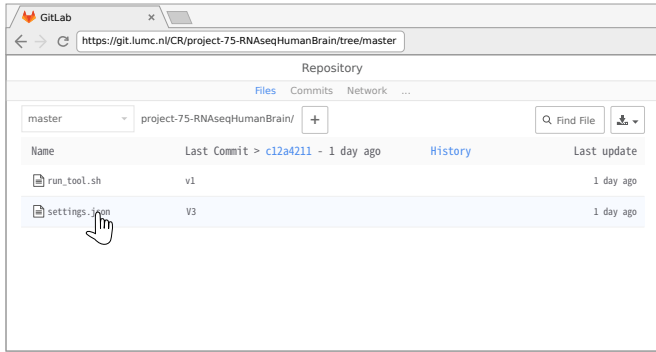 GitLab ×
https://git.lumc.nl/CR/project-75-RNAseqHumanBrain/tree/master
Repository
Files Commits Network ...
master project-75-RNAseqHumanBrain/ + Find File
Name Last Commit > c12a4211 - 1 day ago History Last update
run_tool.sh v1 1 day ago
settings.json V3 1 day ago